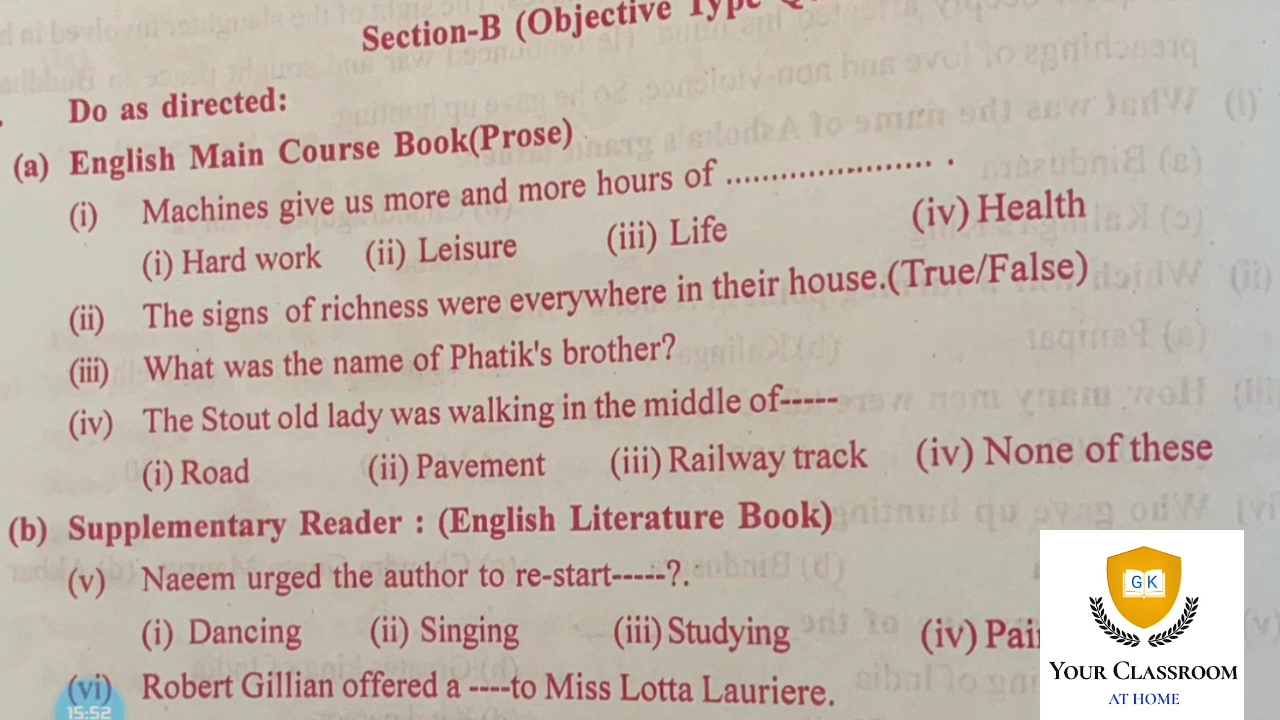 Section-B (Objective Type
Do as directed:
(a) English Main Course Book(Prose)
(i) Machines give us more and more hours of ....................... .
(i) Hard work (ii) Leisure (iii) Life (iv) Health
(ii) The signs of richness were everywhere in their house.(True/False)
(iii) What was the name of Phatik's brother?
(iv) The Stout old lady was walking in the middle of-----
(i) Road (ii) Pavement (iii) Railway track (iv) None of these
(b) Supplementary Reader : (English Literature Book)
(v) Naeem urged the author to re-start-----?.
(i) Dancing (ii) Singing (iii) Studying (iv)
(vi) Robert Gillian offered a ----to Miss Lotta Lauriere.
15:52
GK
YOUR CLASSROOM
AT HOME